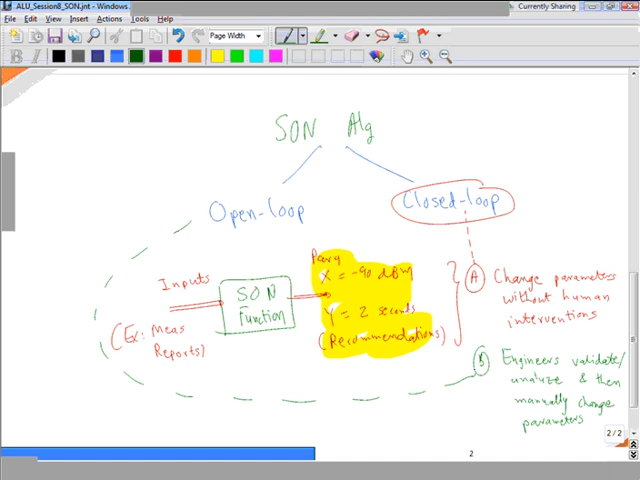 ALU_Session8_SON.jnt - Windows...
Currently Sharing
File Edit View Insert Actions Tools Help
Page Width
SON Alg
Open-loop
Closed-loop
Para
X = -90 dBm
Y = 2 seconds
(Recommendations)
Inputs
(Ex: Meas
Reports)
SON
Function
A Change parameters
without human
interventions
B Engineers validate/
analyze & then
manually change
parameters
2/2
2